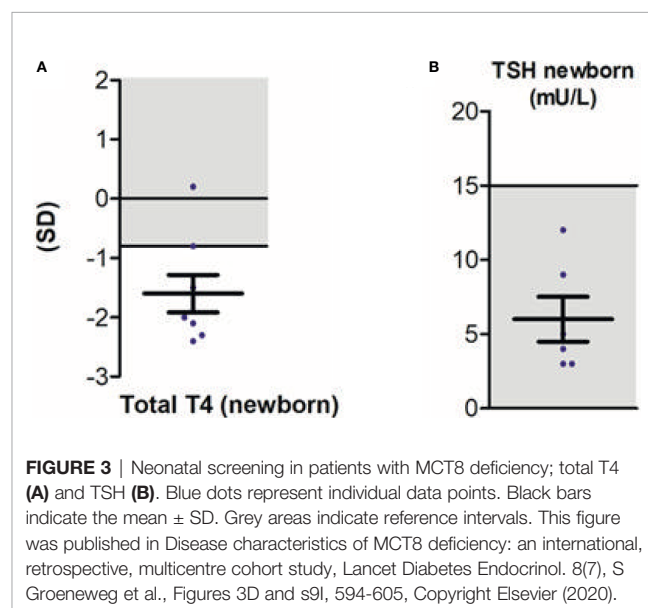 A
2
1
0
-1
-2
-3
(SD)
Total T4 (newborn)
B
TSH newborn
(mU/L)
20
15
10
5
0
FIGURE 3 | Neonatal screening in patients with MCT8 deficiency; total T4
(A) and TSH (B). Blue dots represent individual data points. Black bars
indicate the mean ± SD. Grey areas indicate reference intervals. This figure
was published in Disease characteristics of MCT8 deficiency: an international,
retrospective, multicentre cohort study, Lancet Diabetes Endocrinol. 8(7), S
Groeneweg et al., Figures 3D and s9I, 594-605, Copyright Elsevier (2020).